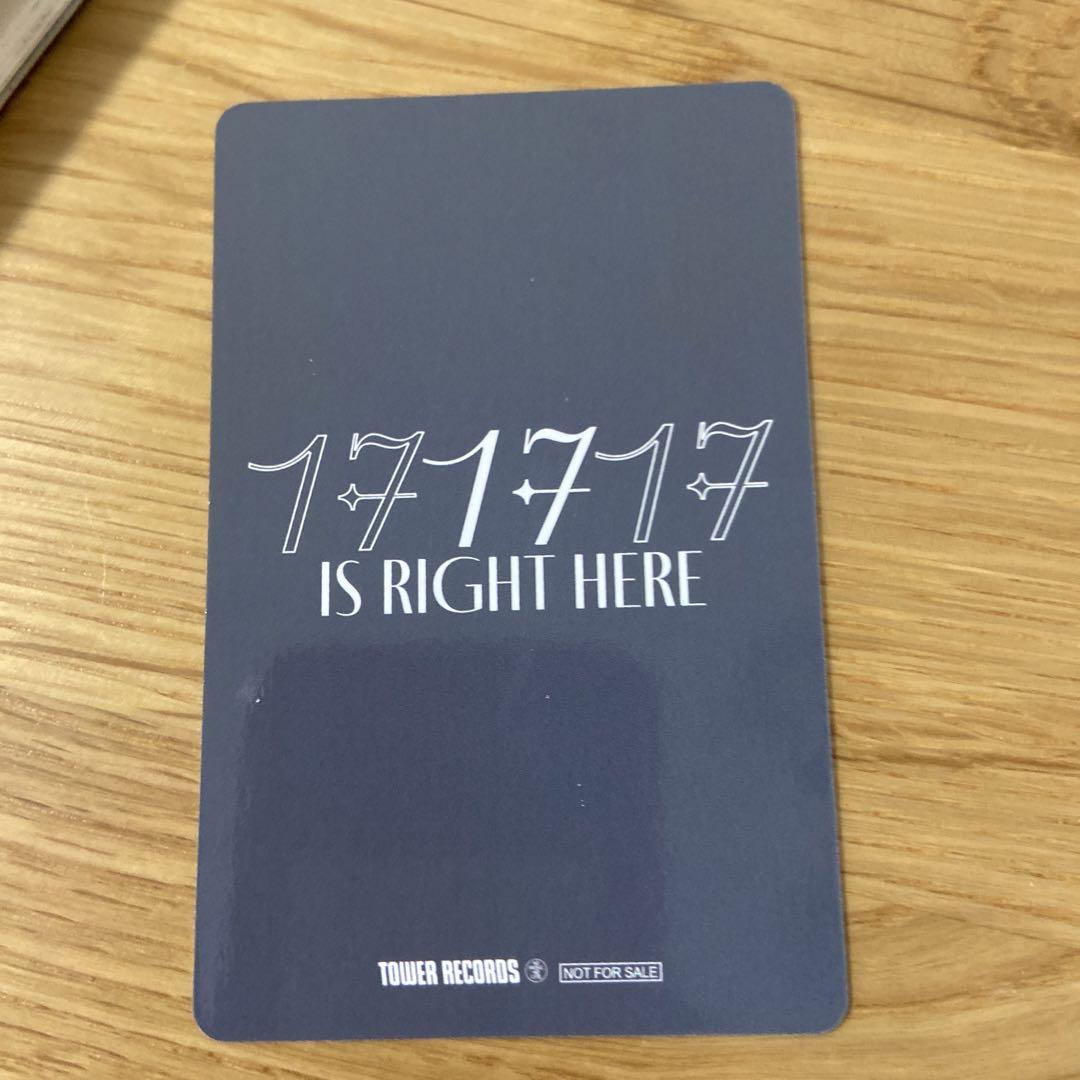 171717
IS RIGHT HERE
TOWER RECORDS NOT FOR SALE